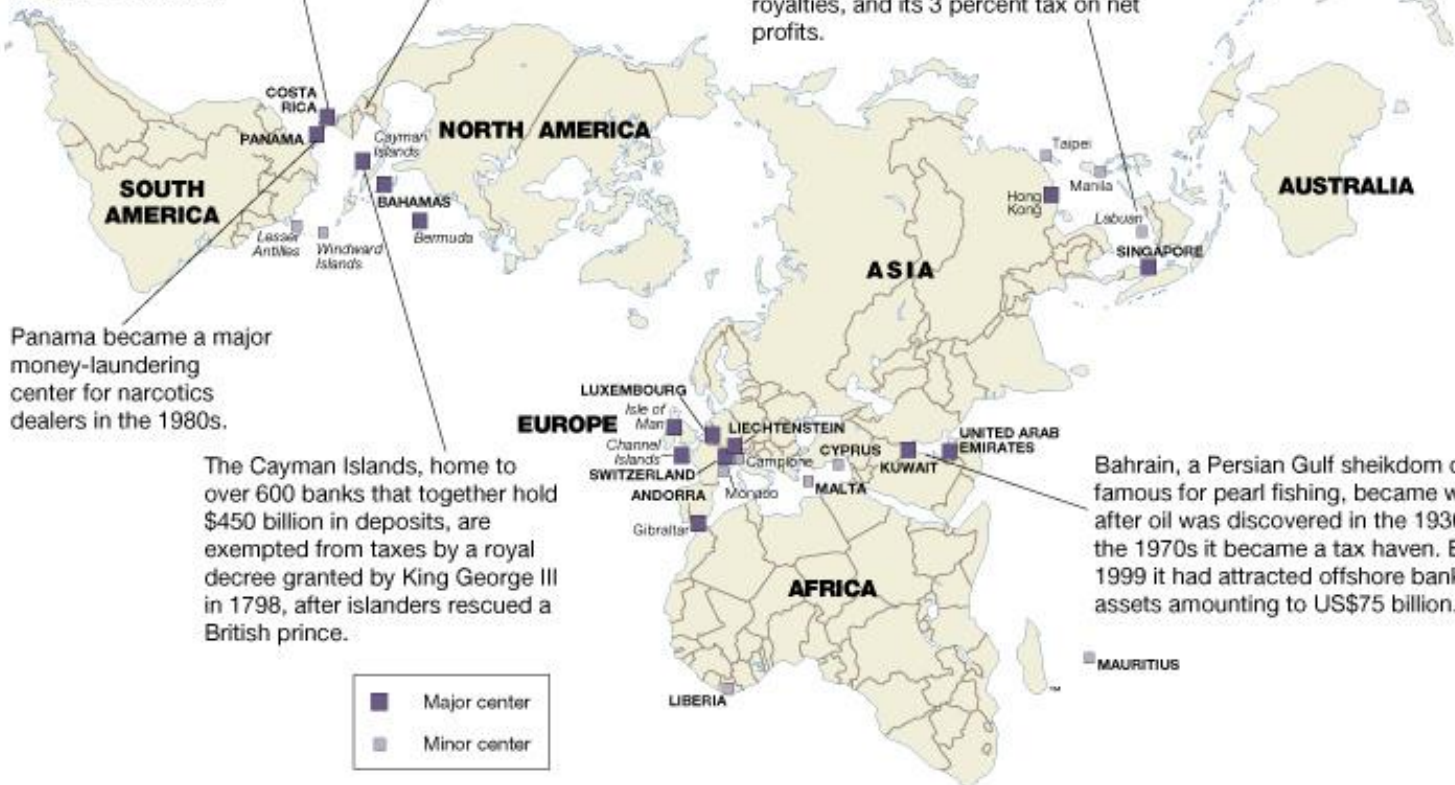 royalties, and its 3 percent tax on net
profits.
COSTA
RICA
PANAMA
Cayman
Islands
NORTH AMERICA
SOUTH
AMERICA
BAHAMAS
Bermuda
Lesser
Antilles
Windward
Islands
Taipei
Manila
Hong
Kong
Labuan
SINGAPORE
AUSTRALIA
ASIA
Panama became a major
money-laundering
center for narcotics
dealers in the 1980s.
The Cayman Islands, home to
over 600 banks that together hold
$450 billion in deposits, are
exempted from taxes by a royal
decree granted by King George III
in 1798, after islanders rescued a
British prince.
LUXEMBOURG
EUROPE
Isle of
Man
LIECHTENSTEIN
Channel
Islands
SWITZERLAND
Campione
CYPRUS
KUWAIT
UNITED ARAB
EMIRATES
ANDORRA
Monaco
MALTA
Gibraltar
Bahrain, a Persian Gulf sheikdom
famous for pearl fishing, became
after oil was discovered in the
the 1970s it became a tax haven.
1999 it had attracted offshore
assets amounting to US$75 billion.
AFRICA
MAURITIUS
LIBERIA
Major center
Minor center